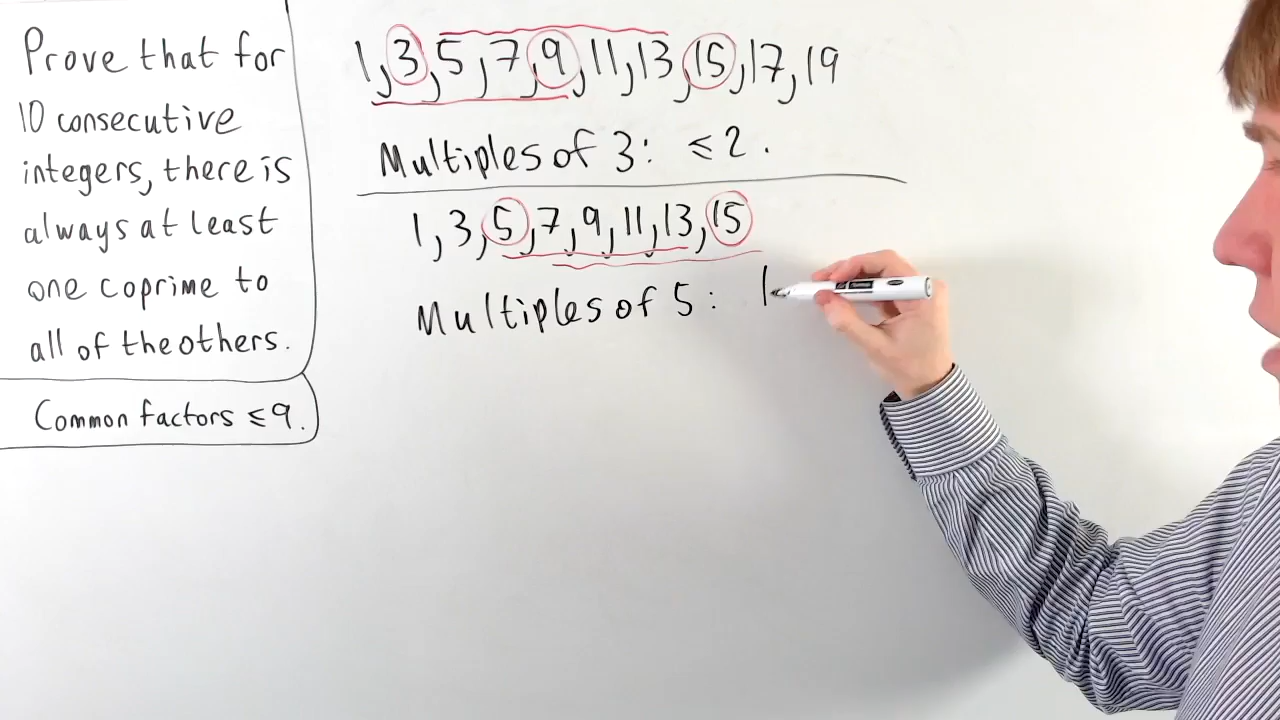 Prove that for
10 consecutive
integers, there is
always at least
one coprime to
all of the others.
Common factors ≤9.
1, 3, 5, 7, 9, 11, 13, 15, 17, 19
Multiples of 3: ≤2.
1, 3, 5, 7, 9, 11, 13, 15
Multiples of 5: 1